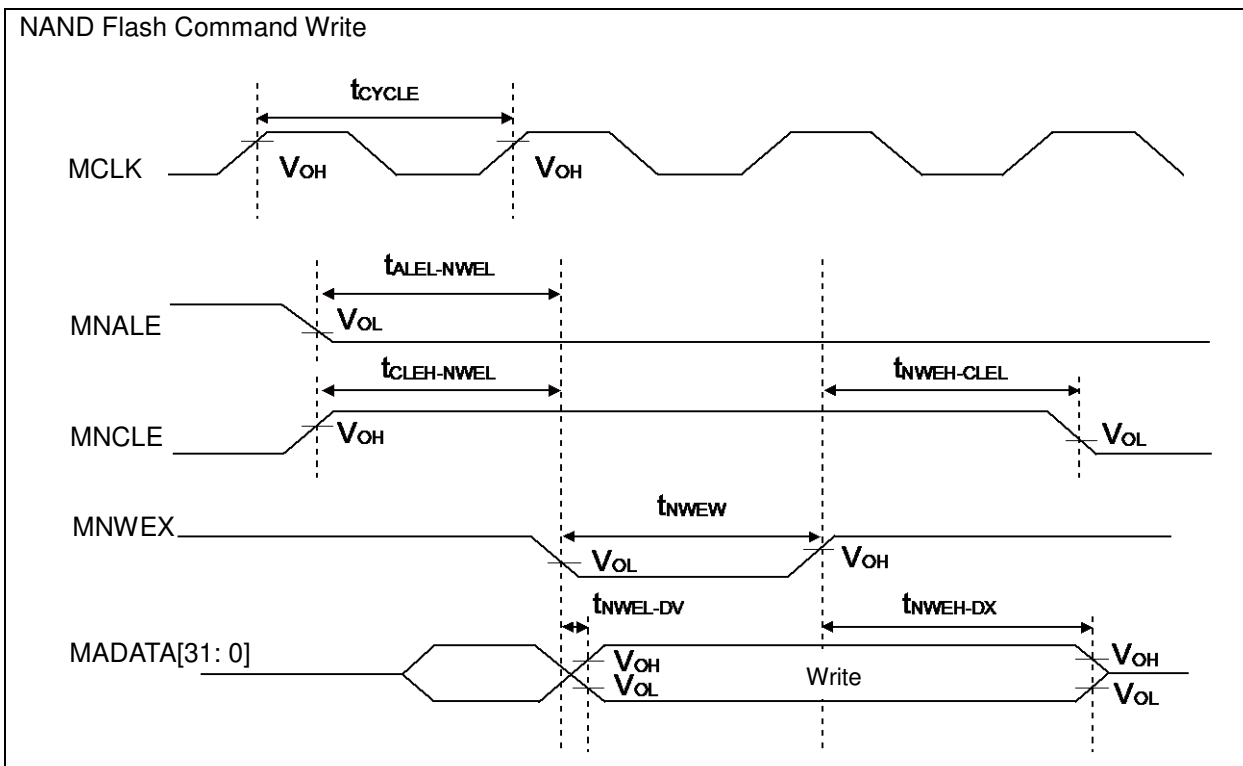 NAND Flash Command Write
tCYCLE
MCLK
VOH
VOH
tALEL-NWEL
MNALE
VOL
tCLEH-NWEL
tNWEH-CLEL
MNCLE
VOH
VOL
MNWEX
tNWEW
VOL
VOH
tNWEL-DV
tNWEH-DX
MADATA[31: 0]
VOH
VOL
Write
VOH
VOL